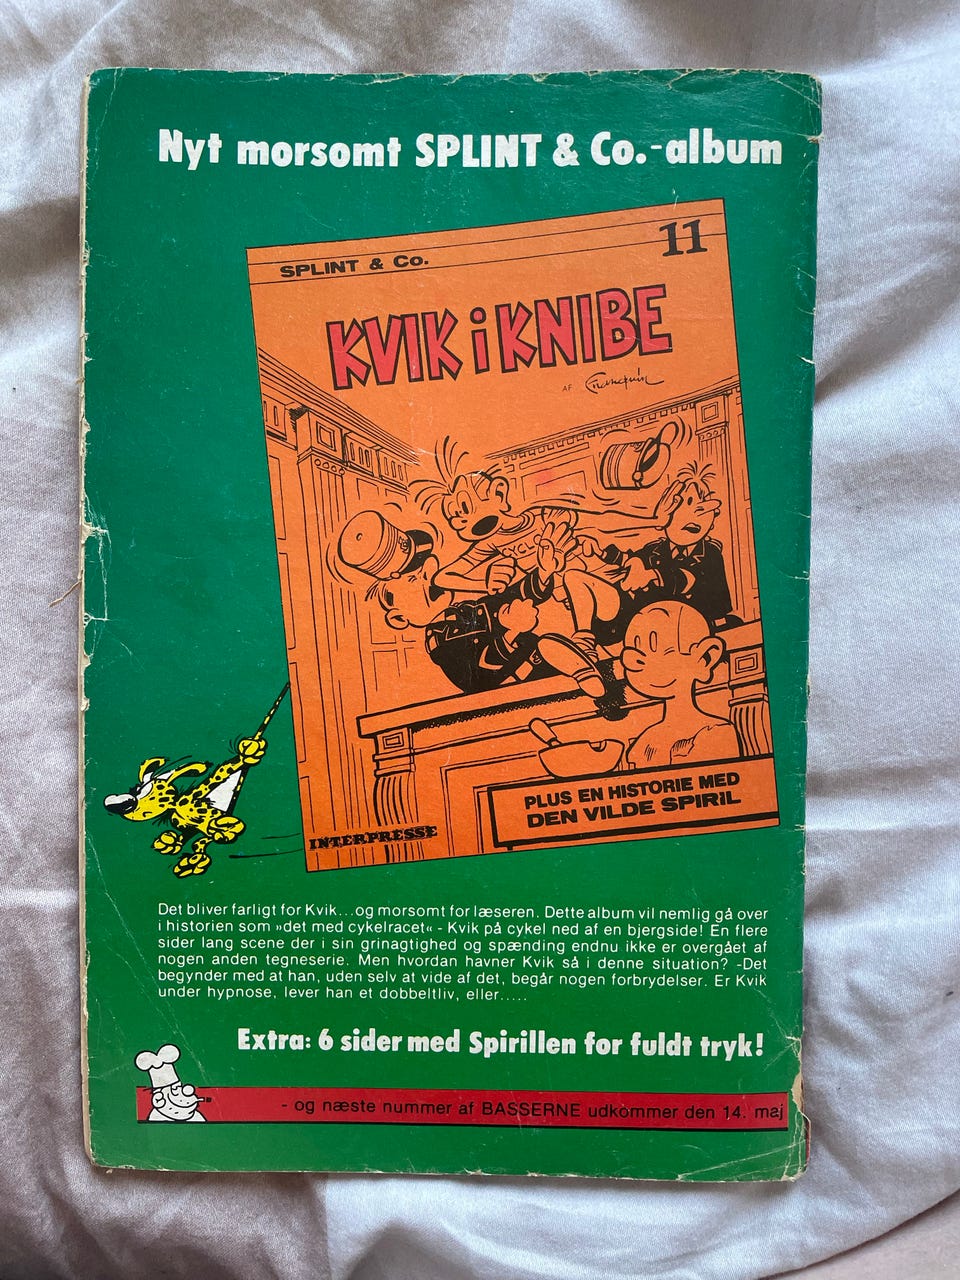 Nyt morsomt SPLINT & Co.-album
11
SPLINT & Co.
KVIK i KNIBE
AF Franquin
CYCL
PLUS EN HISTORIE MED
DEN VILDE SPIRIL
INTERPRESSE
Det bliver farligt for Kvik...og morsomt for læseren. Dette album vil nemlig gå over
i historien som »det med cykelracet« - Kvik på cykel ned af en bjergside! En flere
sider lang scene der i sin grinagtighed og spænding endnu ikke er overgået af
nogen anden tegneserie. Men hvordan havner Kvik så i denne situation? -Det
begynder med at han, uden selv at vide af det, begår nogen forbrydelser. Er Kvik
under hypnose, lever han et dobbeltliv, eller.....
Extra: 6 sider med Spirillen for fuldt tryk!
- og næste nummer af BASSERNE udkommer den 14. maj